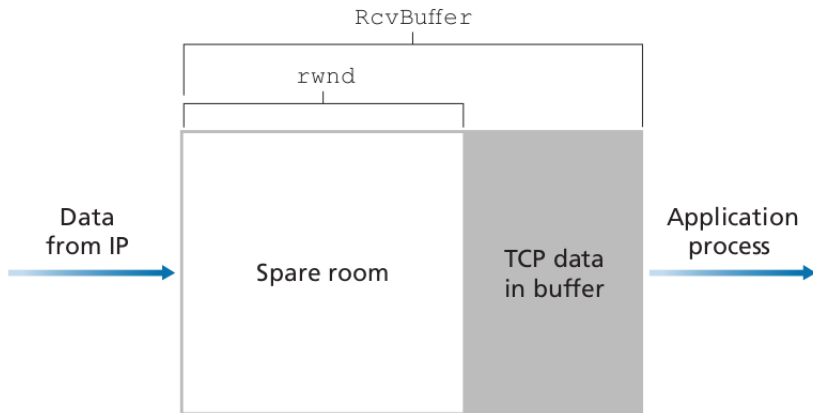 RcvBuffer
rwnd
Data
from IP
Spare room
TCP data
in buffer
Application
process